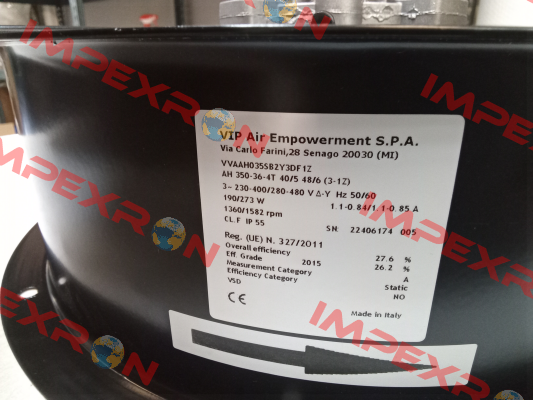 IMPEXRON
VIP Air Empowerment S.P.A.
Via Carlo Farini,28 Senago 20030 (MI)
VVAAH035SB2Y3DF1Z
AH 350-36-4T 40/5 48/6 (3-1Z)
3~ 230-400/280-480 V Δ-Y Hz 50/60
190/273 W 1.1-0.84/1.1-0.85 A
1360/1582 rpm
CL.F IP 55 SN: 22406174 005
Reg. (UE) N. 327/2011
Overall efficiency 27.6 %
Eff. Grade 2015 26.2 %
Measurement Category A
Efficiency Category Static
VSD NO
CE
Made in Italy
IMPEXRON
IMPEXRON
IMPEXRON